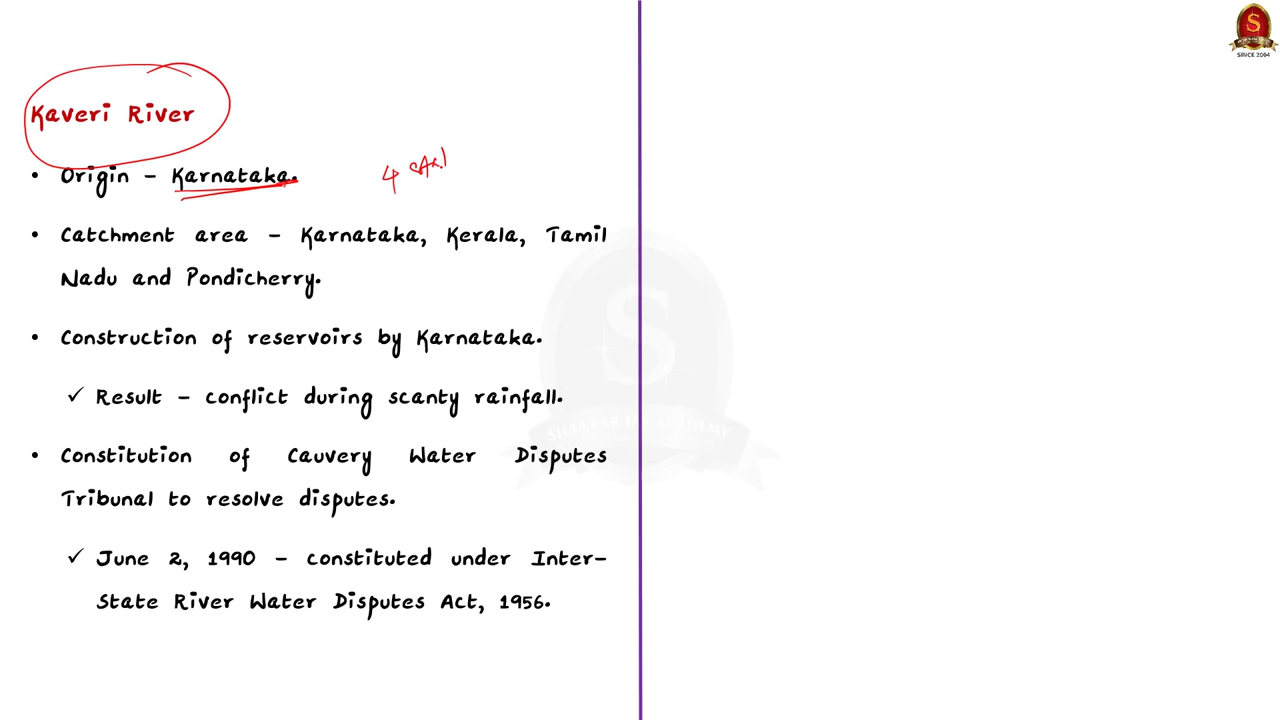 S
SINCE 2004
Kaveri River
• Origin – Karnataka.
4
• Catchment area – Karnataka, Kerala, Tamil
Nadu and Pondicherry.
• Construction of reservoirs by Karnataka.
✓ Result – conflict during scanty rainfall.
• Constitution of Cauvery Water Disputes
Tribunal to resolve disputes.
✓ June 2, 1990 – constituted under Inter-
State River Water Disputes Act, 1956.